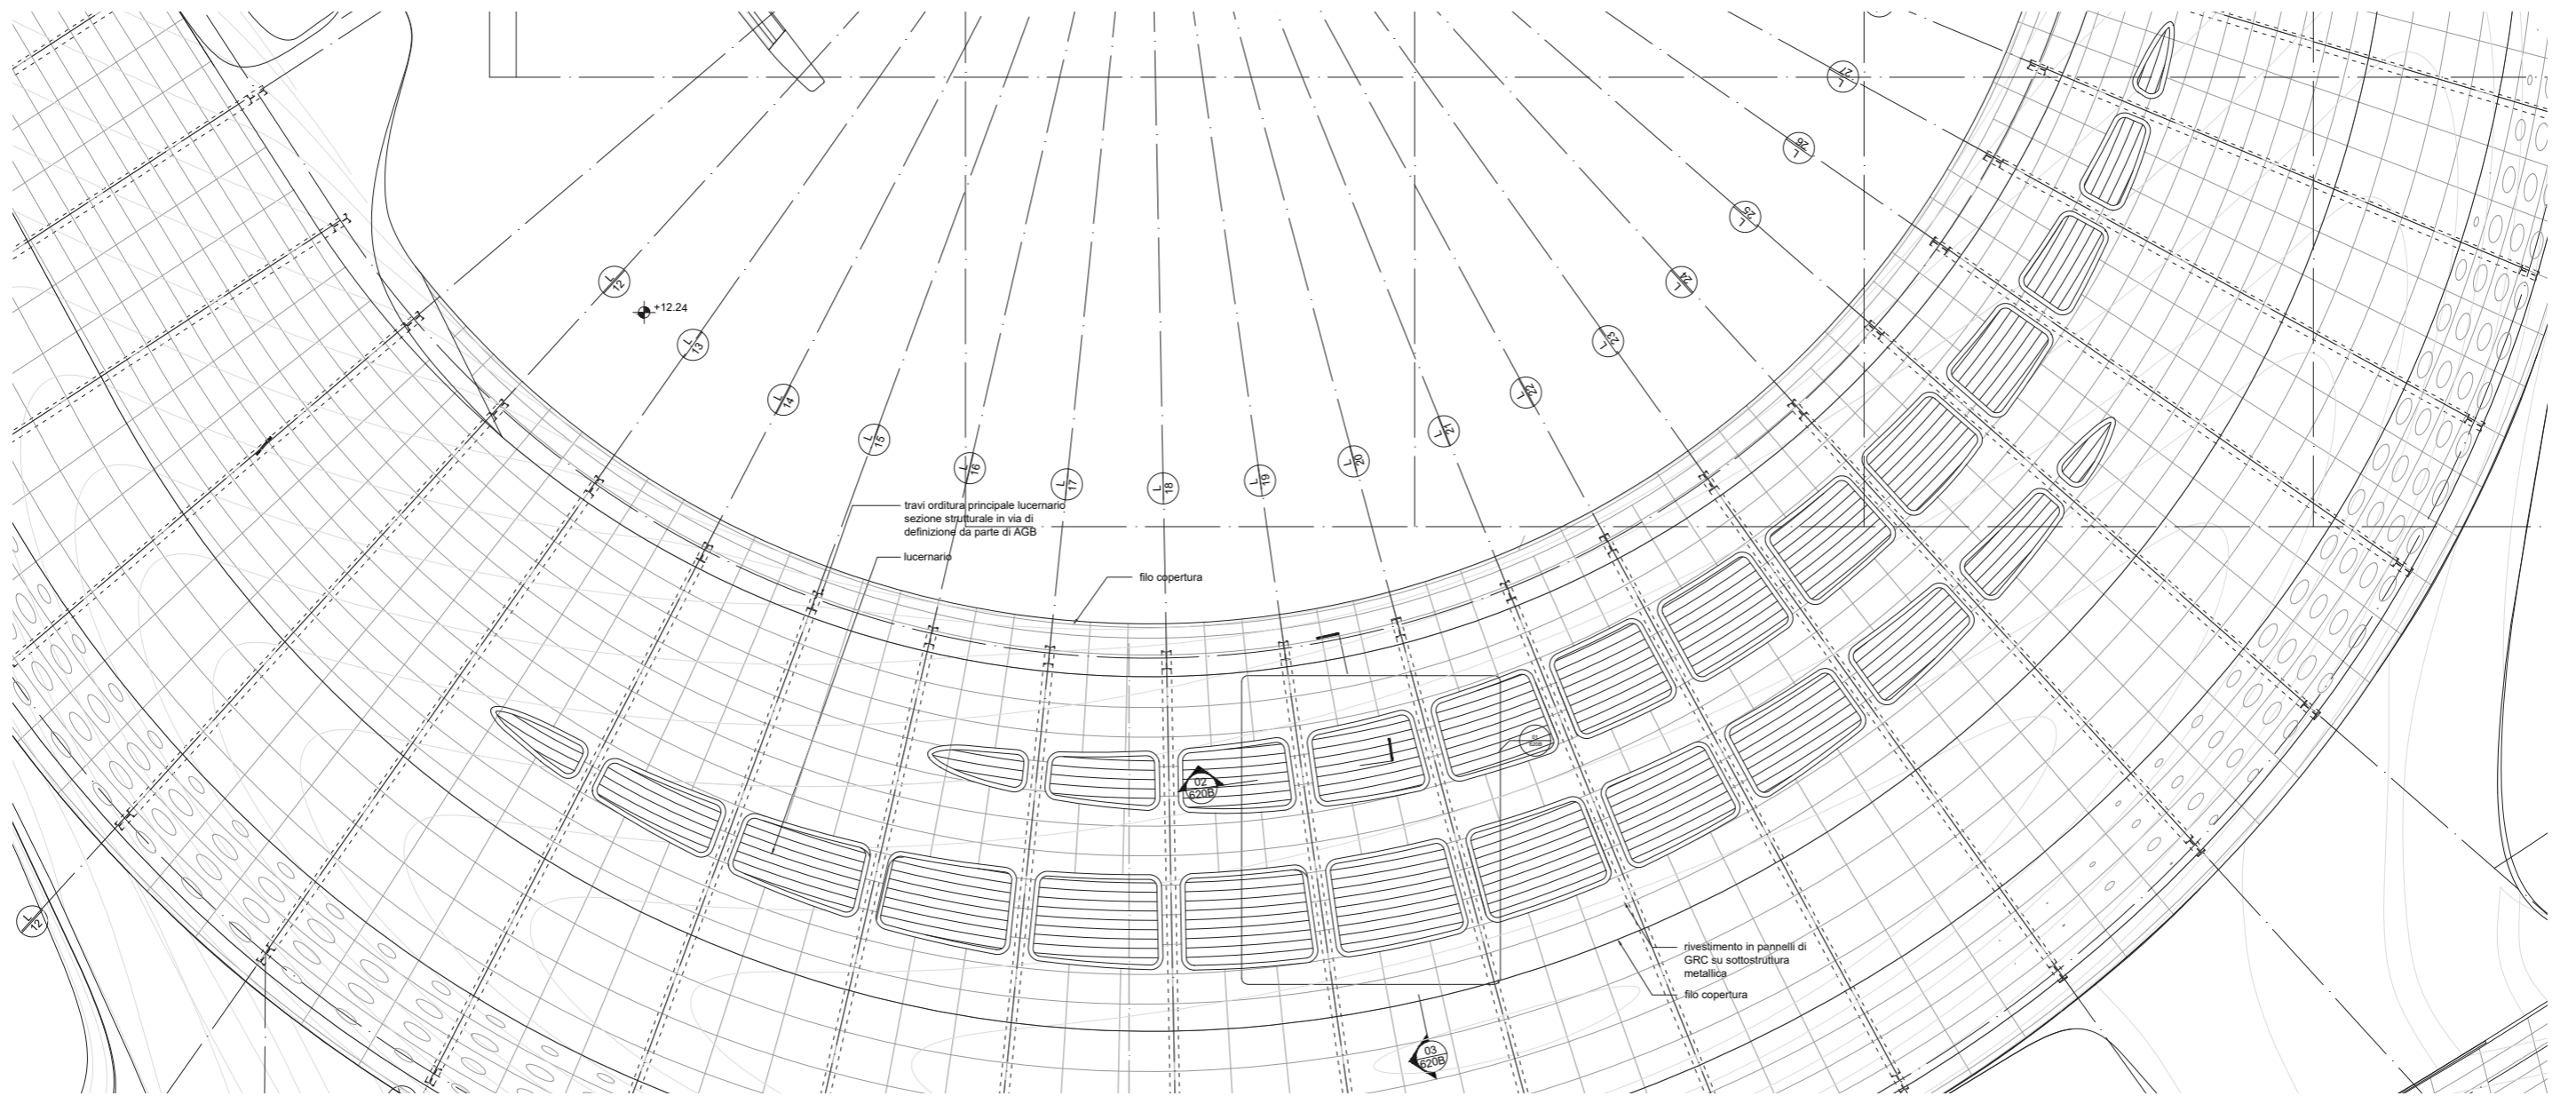 L
27
L
26
L
25
L
24
L
23
L
22
L
21
L
20
L
19
L
18
L
17
L
16
L
15
L
14
L
13
L
12
+12.24
travi orditura principale lucernario
sezione strutturale in via di
definizione da parte di AGB
lucernario
filo copertura
02
620B
rivestimento in pannelli di
GRC su sottostruttura
metallica
filo copertura
03
620B
L
12